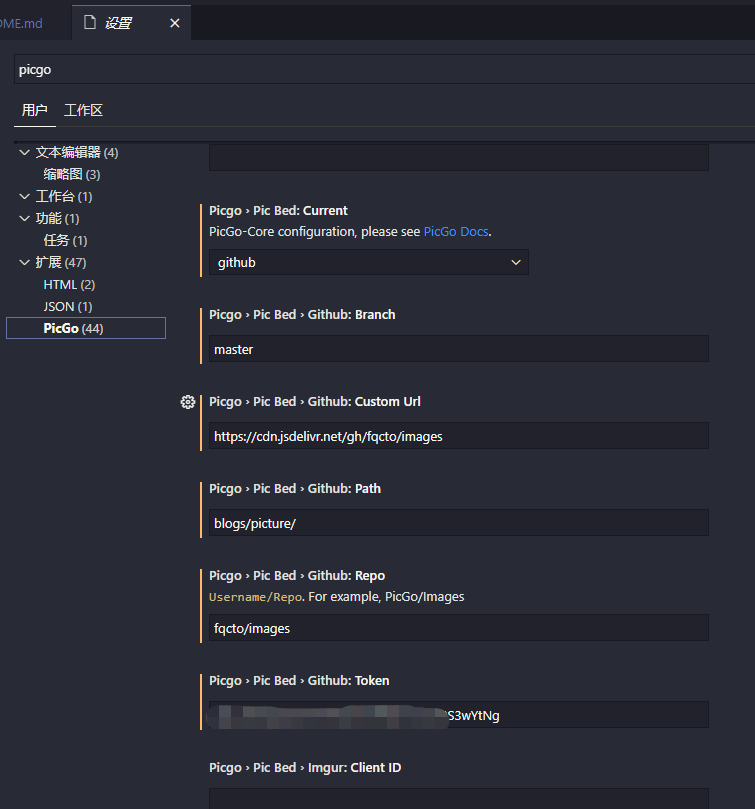 OME.md
设置
picgo
用户 工作区
文本编辑器 (4)
缩略图 (3)
工作台 (1)
功能 (1)
任务 (1)
扩展 (47)
HTML (2)
JSON (1)
PicGo (44)
Picgo › Pic Bed: Current
PicGo-Core configuration, please see PicGo Docs.
github
Picgo › Pic Bed › Github: Branch
master
Picgo › Pic Bed › Github: Custom Url
https://cdn.jsdelivr.net/gh/fqcto/images
Picgo › Pic Bed › Github: Path
blogs/picture/
Picgo › Pic Bed › Github: Repo
Username/Repo. For example, PicGo/Images
fqcto/images
Picgo › Pic Bed › Github: Token
S3wYtNg
Picgo › Pic Bed › Imgur: Client ID